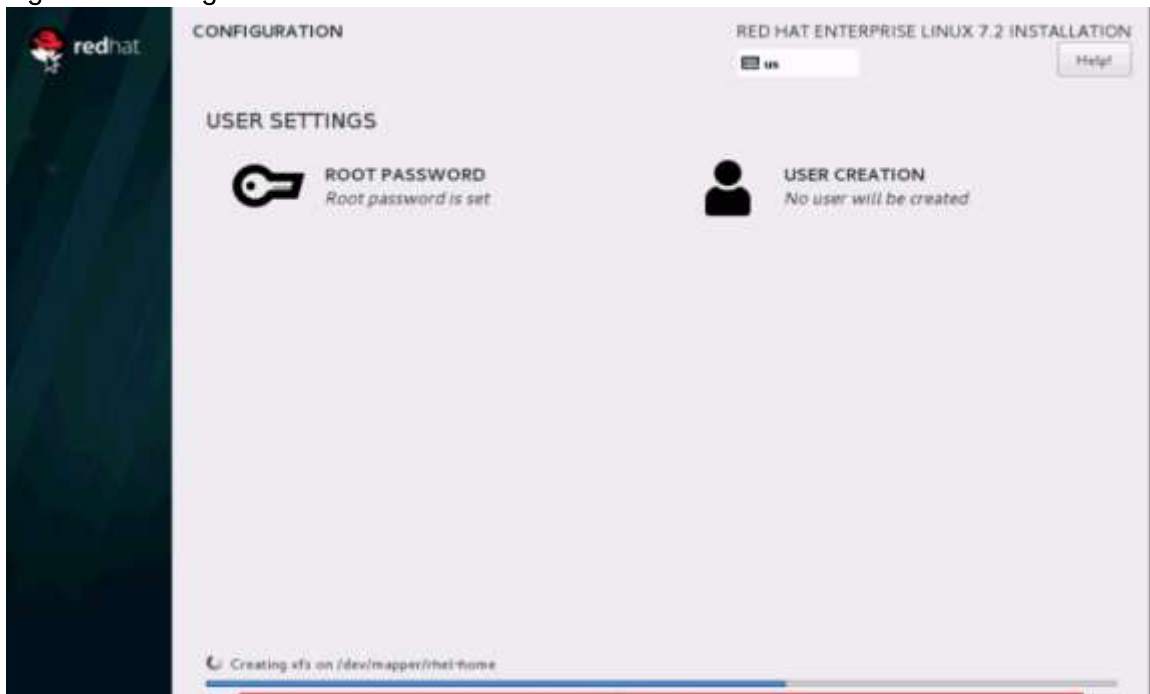 redhat
CONFIGURATION
RED HAT ENTERPRISE LINUX 7.2 INSTALLATION
us
Help!
USER SETTINGS
ROOT PASSWORD
Root password is set
USER CREATION
No user will be created
Creating xfs on /dev/mapper/rhel-home